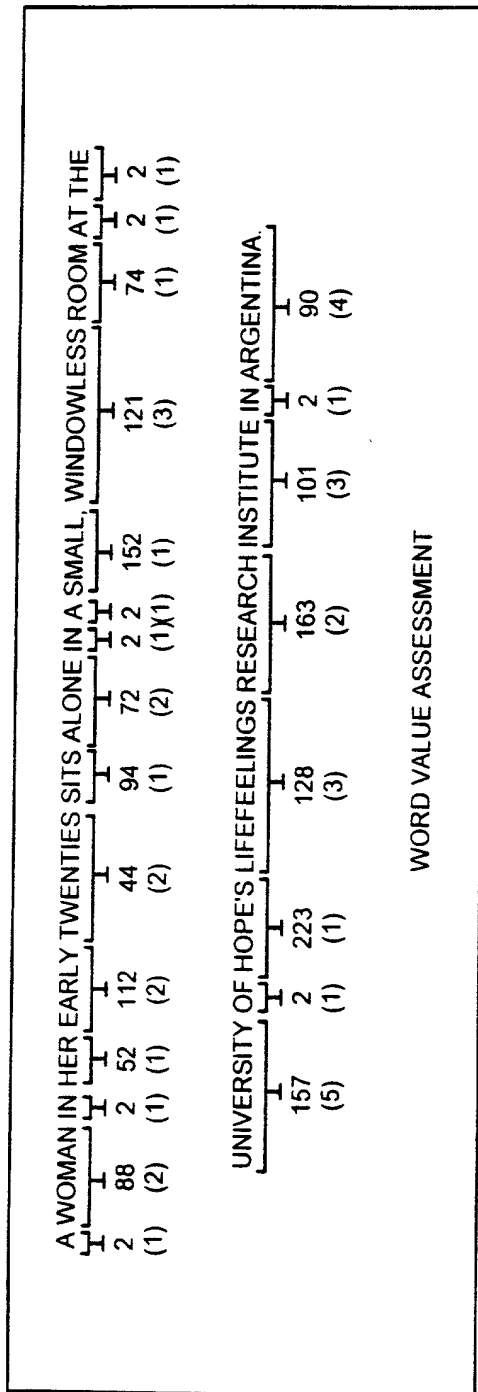 A WOMAN IN HER EARLY TWENTIES SITS ALONE IN A SMALL, WINDOWLESS ROOM AT THE
2 88 2 52 112 44 94 72 2 2 152 121 74 2 2
(1) (2) (1) (1) (2) (2) (1) (2) (1)(1) (1) (3) (1) (1) (1)
UNIVERSITY OF HOPE'S LIFEFEELINGS RESEARCH INSTITUTE IN ARGENTINA.
157 2 223 128 163 101 2 90
(5) (1) (1) (3) (2) (3) (1) (4)
WORD VALUE ASSESSMENT